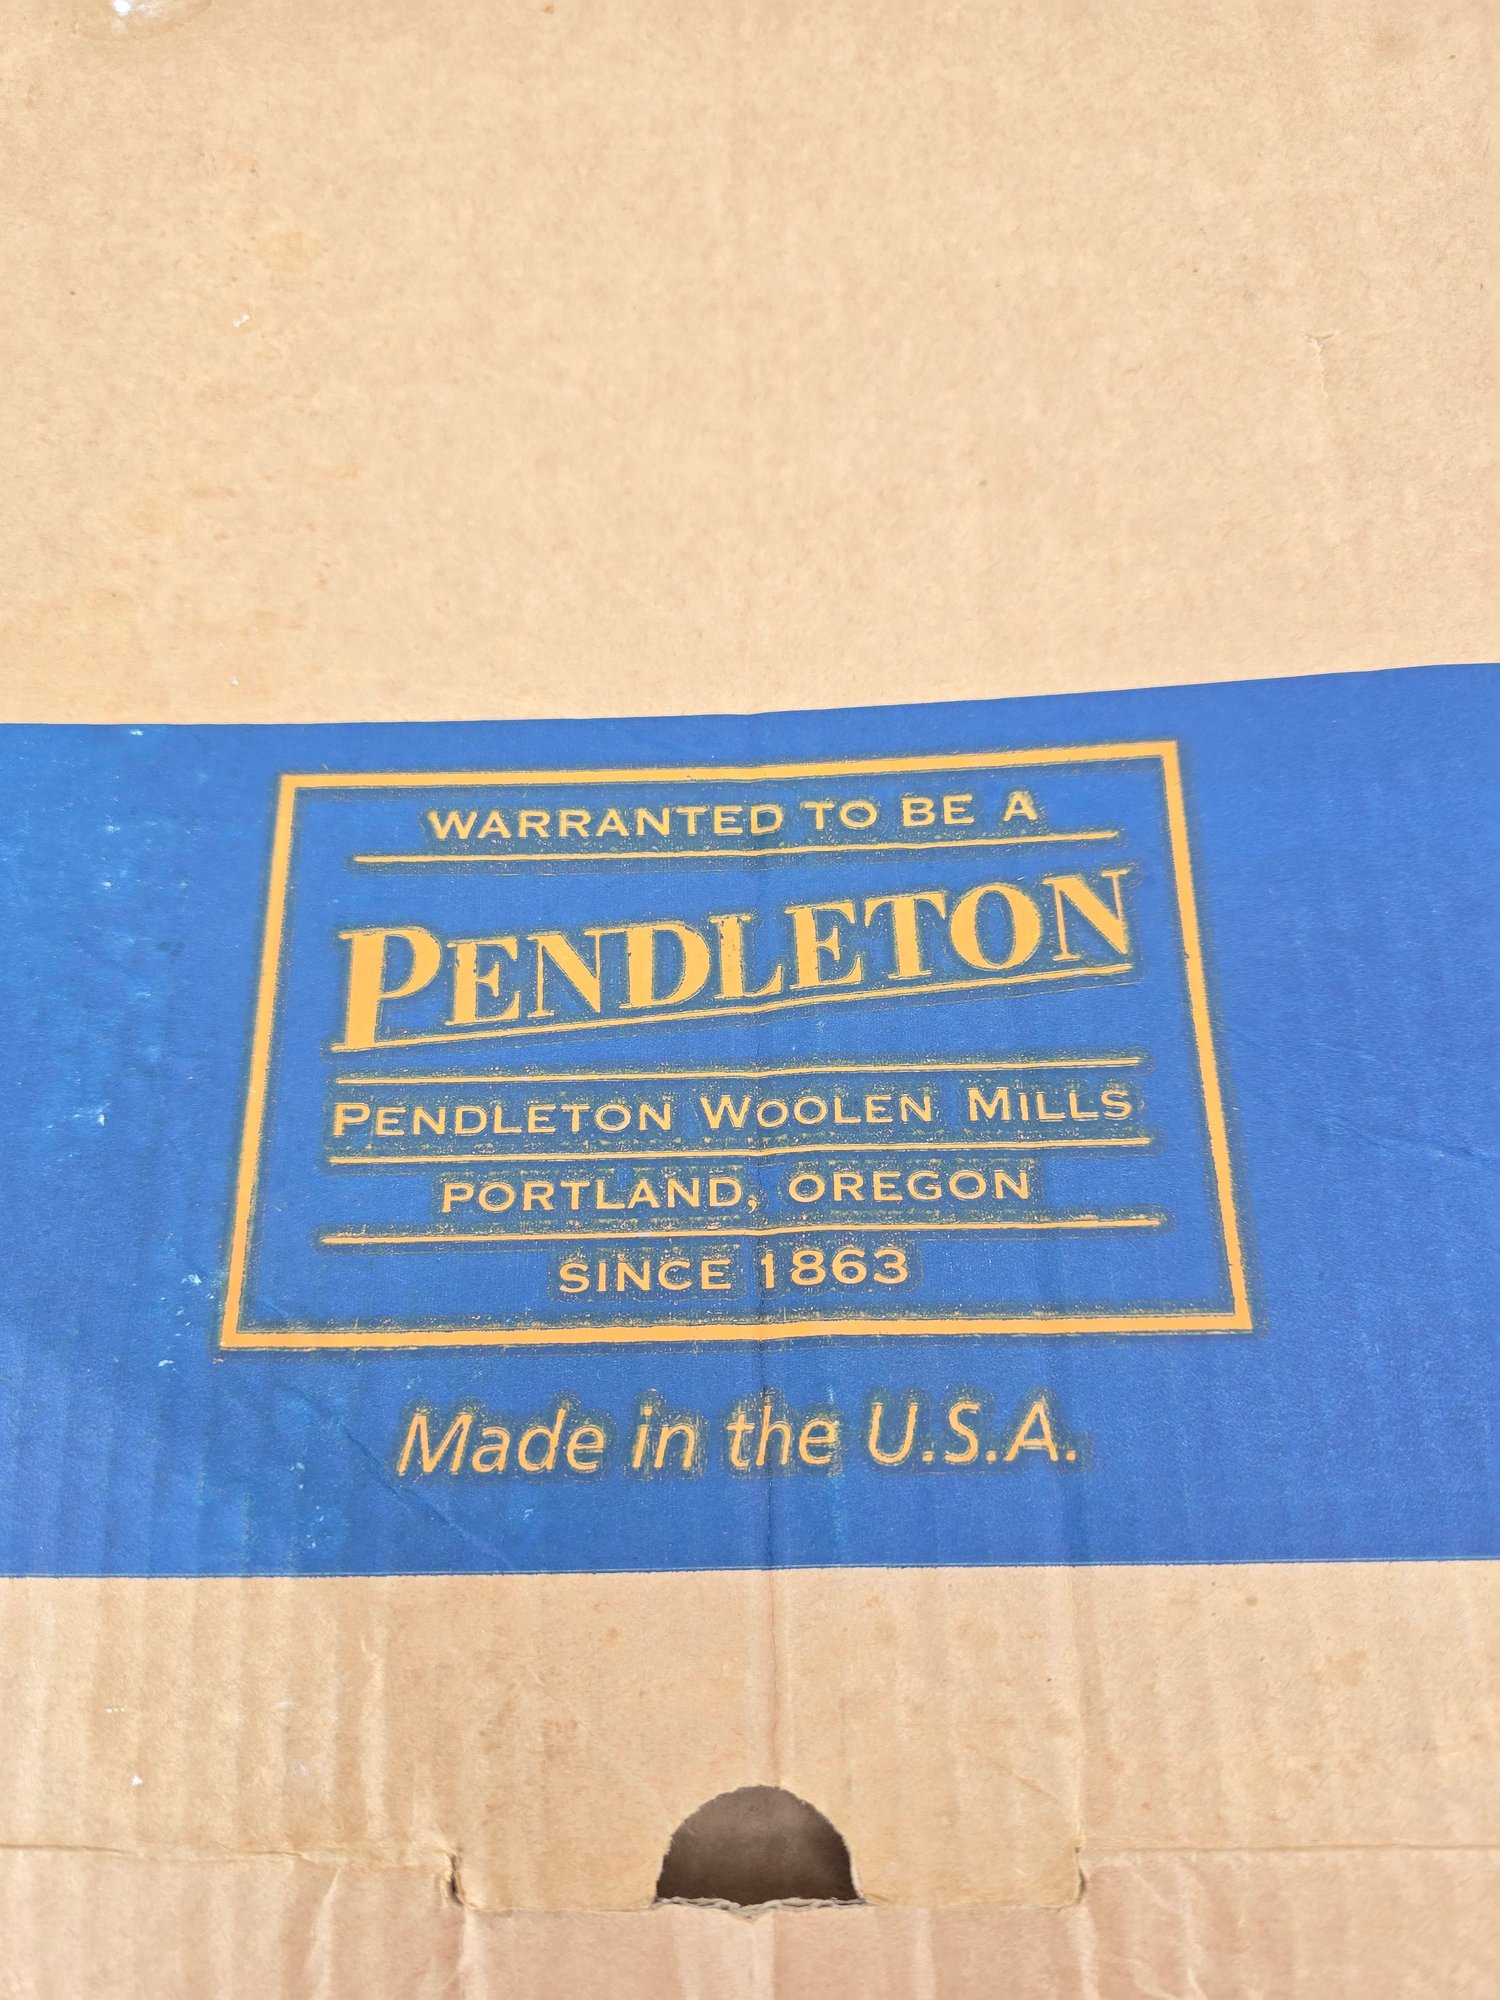 WARRANTED TO BE A
PENDLETON
PENDLETON WOOLEN MILLS
PORTLAND, OREGON
SINCE 1863
Made in the U.S.A.